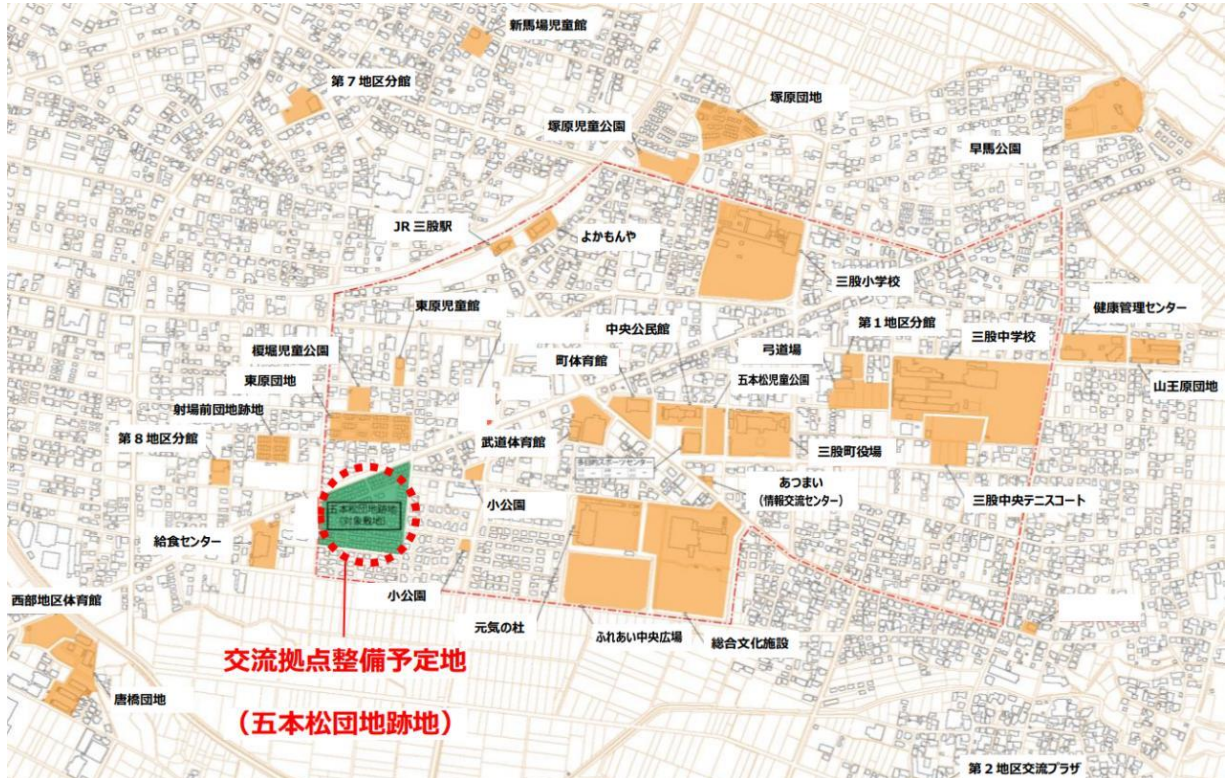 新馬場児童館
第7地区分館
塚原団地
塚原児童公園
早馬公園
JR 三股駅
よかもんや
三股小学校
東原児童館
健康管理センター
中央公民館
第1地区分館
三股中学校
榎堀児童公園
町体育館
弓道場
東原団地
五本松児童公園
山王原団地
射場前団地跡地
第8地区分館
武道体育館
三股町役場
多目的スポーツセンター
あつまい
(情報交流センター)
三股中央テニスコート
小公園
五本松団地跡地
(対象敷地)
給食センター
小公園
西部地区体育館
元気の杜
ふれあい中央広場
総合文化施設
交流拠点整備予定地
(五本松団地跡地)
唐橋団地
第2地区交流プラザ